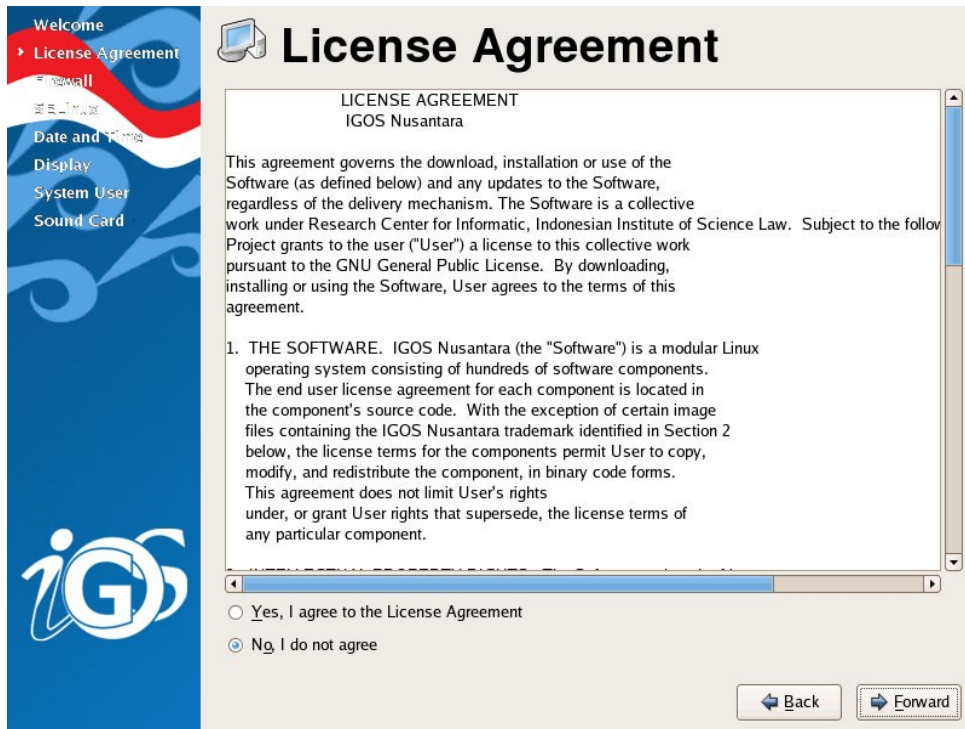 Welcome
License Agreement
Firewall
SELinux
Date and Time
Display
System User
Sound Card
iGOS
License Agreement
LICENSE AGREEMENT
IGOS Nusantara
This agreement governs the download, installation or use of the
Software (as defined below) and any updates to the Software,
regardless of the delivery mechanism. The Software is a collective
work under Research Center for Informatic, Indonesian Institute of Science Law.  Subject to the follow
Project grants to the user ("User") a license to this collective work
pursuant to the GNU General Public License.  By downloading,
installing or using the Software, User agrees to the terms of this
agreement.
1.  THE SOFTWARE.  IGOS Nusantara (the "Software") is a modular Linux
operating system consisting of hundreds of software components.
The end user license agreement for each component is located in
the component's source code.  With the exception of certain image
files containing the IGOS Nusantara trademark identified in Section 2
below, the license terms for the components permit User to copy,
modify, and redistribute the component, in binary code forms.
This agreement does not limit User's rights
under, or grant User rights that supersede, the license terms of
any particular component.
Yes, I agree to the License Agreement
No, I do not agree
Back
Forward